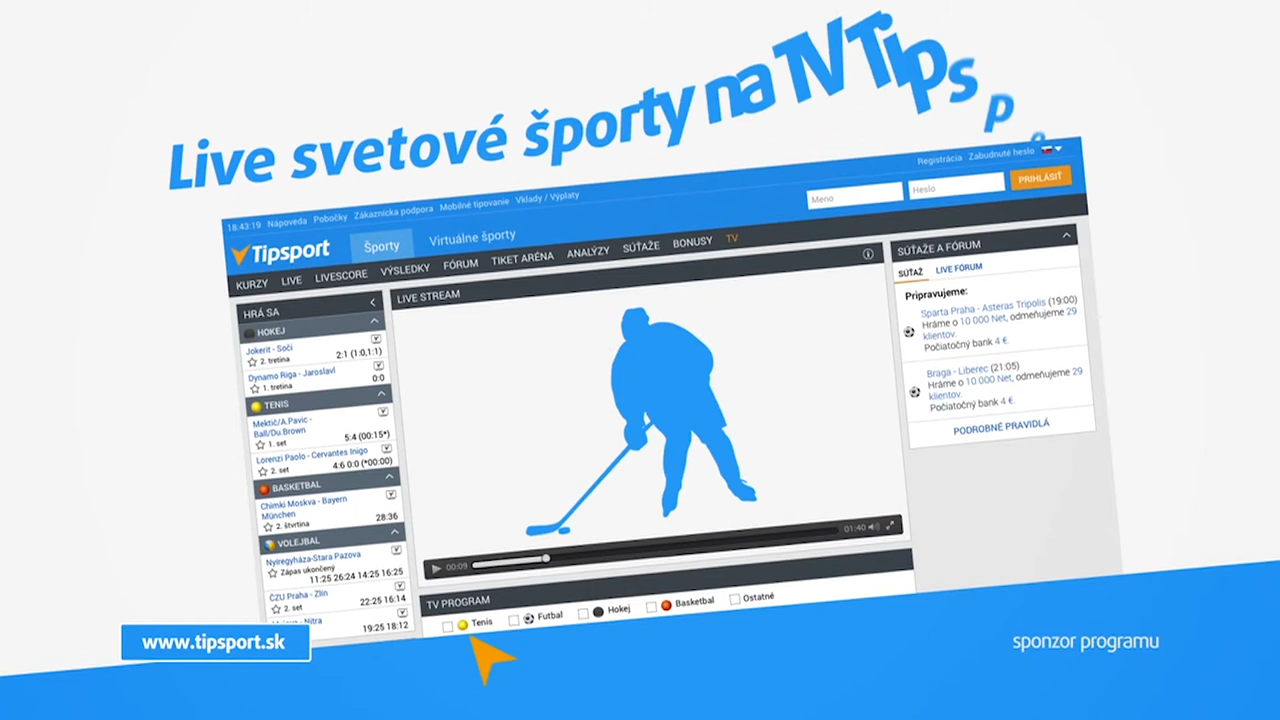 Live svetové športy na TV Tipsp
Registrácia Zabudnuté heslo
18:43:19 Nápoveda Pobočky Zákaznícka podpora Mobilné tipovanie Vklady / Výplaty
Meno Heslo PRIHLÁSIŤ
Tipsport Športy Virtuálne športy
KURZY LIVE LIVESCORE VÝSLEDKY FÓRUM TIKET ARÉNA ANALÝZY SÚŤAŽE BONUSY TV
HRÁ SA
HOKEJ
Jokerit - Soči
2. tretina 2:1 (1:0,1:1)
Dynamo Riga - Jaroslavl
1. tretina 0:0
TENIS
Mektič/A.Pavic -
Ball/Du.Brown
1. set 5:4 (00:15*)
Lorenzi Paolo - Cervantes Inigo
2. set 4:6 0:0 (*00:00)
BASKETBAL
Chimki Moskva - Bayern
München
2. štvrtina 28:36
VOLEJBAL
Nyiregyháza-Stara Pazova
Zápas ukončený
11:25 26:24 14:25 16:25
ČZU Praha - Zlín
2. set 22:25 16:14
Nitra
19:25 18:12
LIVE STREAM
00:09 01:40
TV PROGRAM
Tenis Futbal Hokej Basketbal Ostatné
SÚŤAŽE A FÓRUM
SÚŤAŽ LIVE FÓRUM
Pripravujeme:
Sparta Praha - Asteras Tripolis (19:00)
Hráme o 10 000 Net, odmeňujeme 29
klientov.
Počiatočný bank 4 €.
Braga - Liberec (21:05)
Hráme o 10 000 Net, odmeňujeme 29
klientov.
Počiatočný bank 4 €.
PODROBNÉ PRAVIDLÁ
www.tipsport.sk
sponzor programu